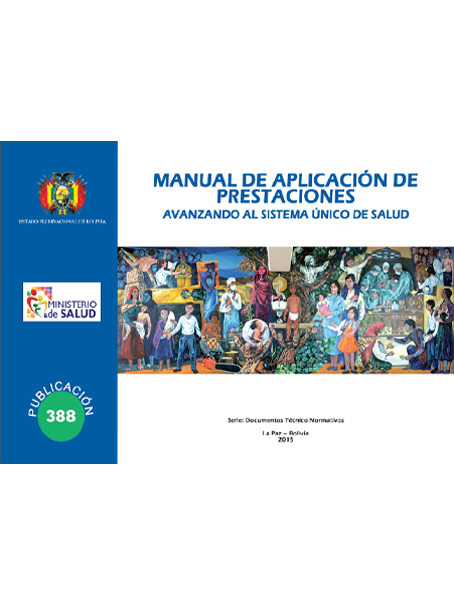 ESTADO PLURINACIONAL DE BOLIVIA
MINISTERIO
de SALUD
PUBLICACIÓN
388
MANUAL DE APLICACIÓN DE
PRESTACIONES
AVANZANDO AL SISTEMA ÚNICO DE SALUD
Serie: Documentos Técnico Normativos
La Paz – Bolivia
2015